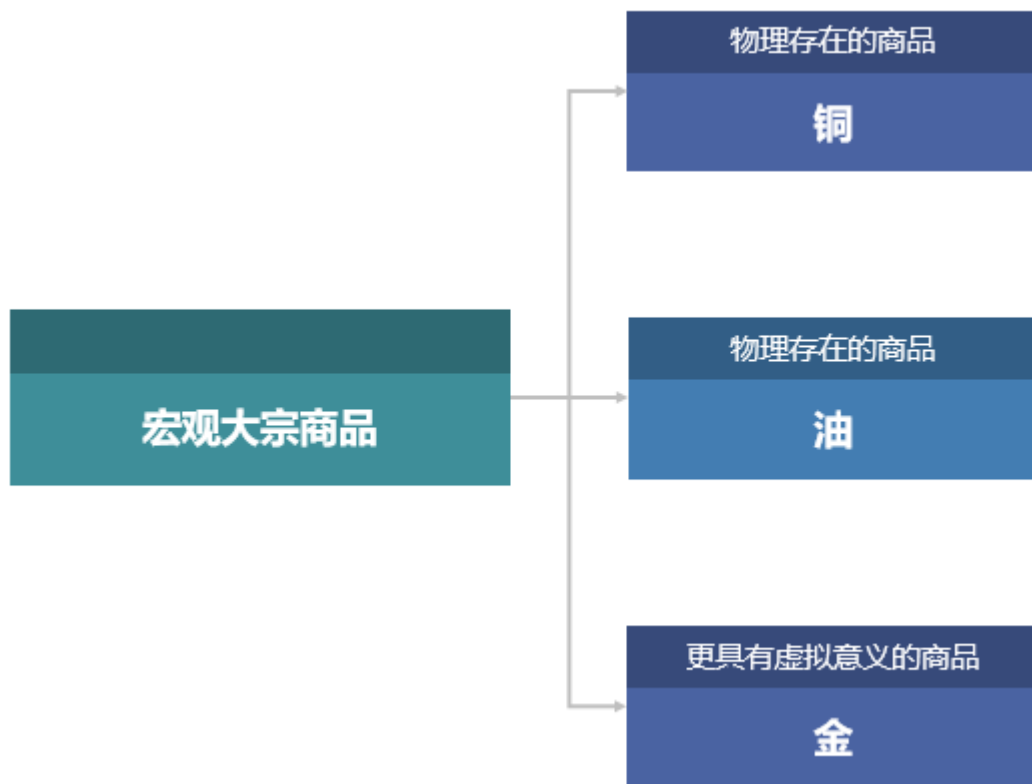 物理存在的商品
铜
宏观大宗商品
物理存在的商品
油
更具有虚拟意义的商品
金